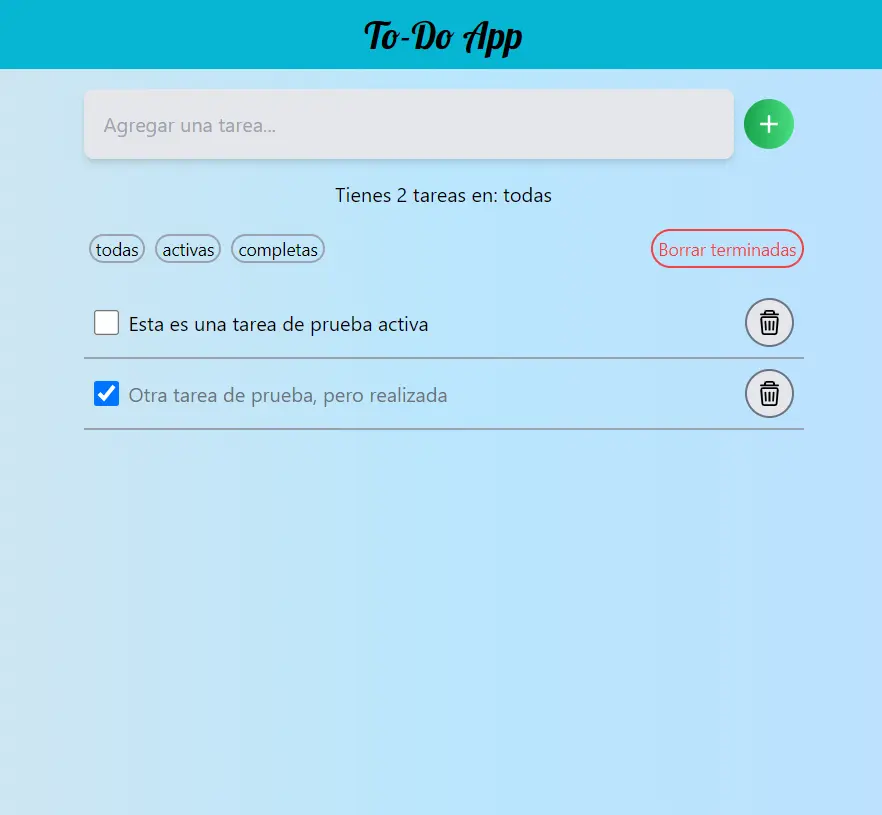 To-Do App
Agregar una tarea...
Tienes 2 tareas en: todas
todas activas completas Borrar terminadas
Esta es una tarea de prueba activa
Otra tarea de prueba, pero realizada